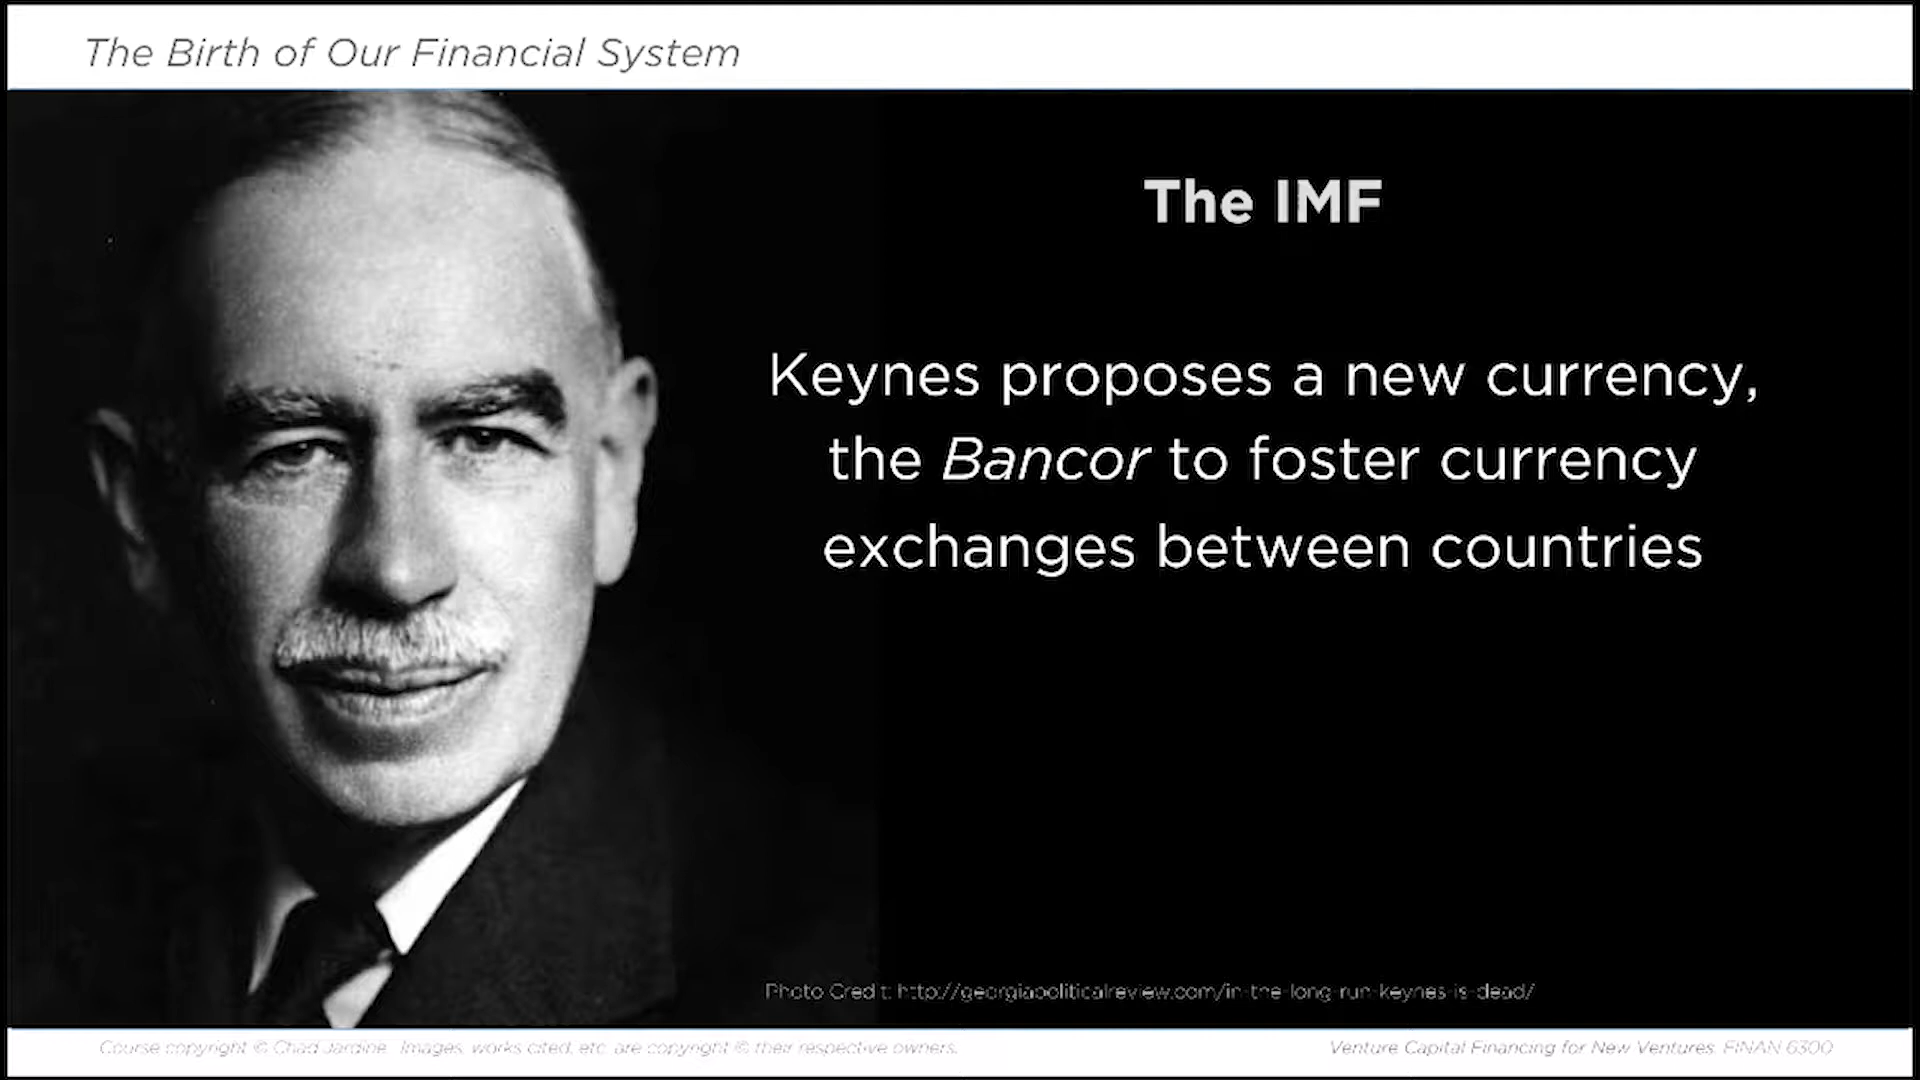 The Birth of Our Financial System
The IMF
Keynes proposes a new currency,
the Bancor to foster currency
exchanges between countries
Photo Credit: http://georgiapoliticalreview.com/in-the-long-run-keynes-is-dead/
Course copyright © Chad Jardine. Images, works cited, etc. are copyright © their respective owners.
Venture Capital Financing for New Ventures: FINAN 6300